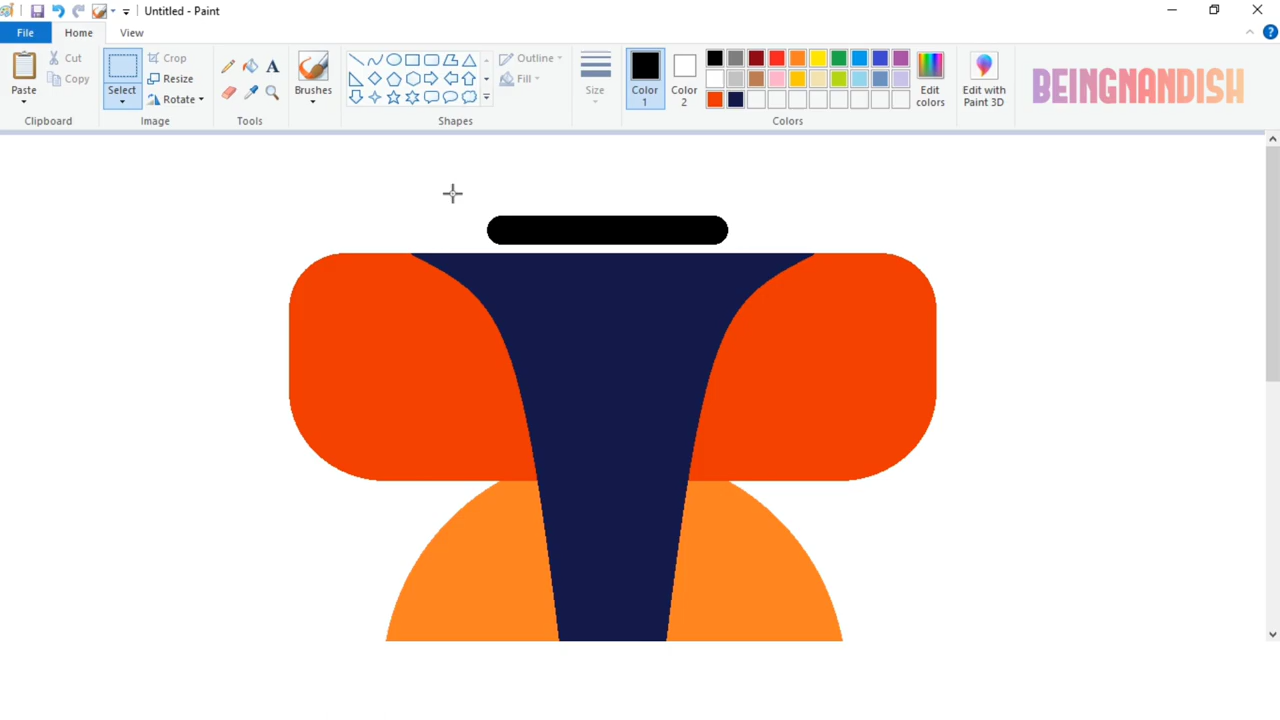 Untitled - Paint
File Home View
Paste
Cut
Copy
Clipboard
Select
Crop
Resize
Rotate
Image
A
Tools
Brushes
Shapes
Outline
Fill
Size
Color 1
Color 2
Colors
Edit colors
Edit with Paint 3D
BEINGNANDISH
?